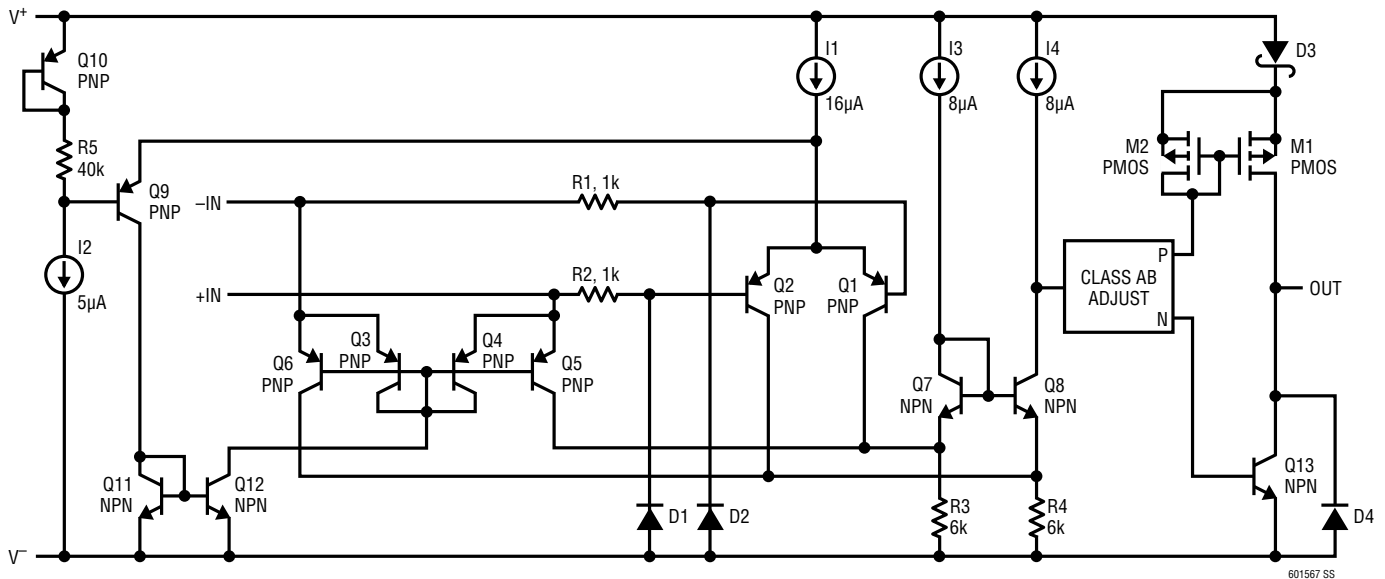 V+
Q10
PNP
R5
40k
Q9
PNP
I2
5µA
–IN
+IN
R1, 1k
R2, 1k
I1
16µA
I3
8µA
I4
8µA
D3
M2
PMOS
M1
PMOS
Q2
PNP
Q1
PNP
Q6
PNP
Q3
PNP
Q4
PNP
Q5
PNP
Q7
NPN
Q8
NPN
P
CLASS AB
ADJUST
N
OUT
Q11
NPN
Q12
NPN
D1
D2
R3
6k
R4
6k
Q13
NPN
D4
V–
601567 SS